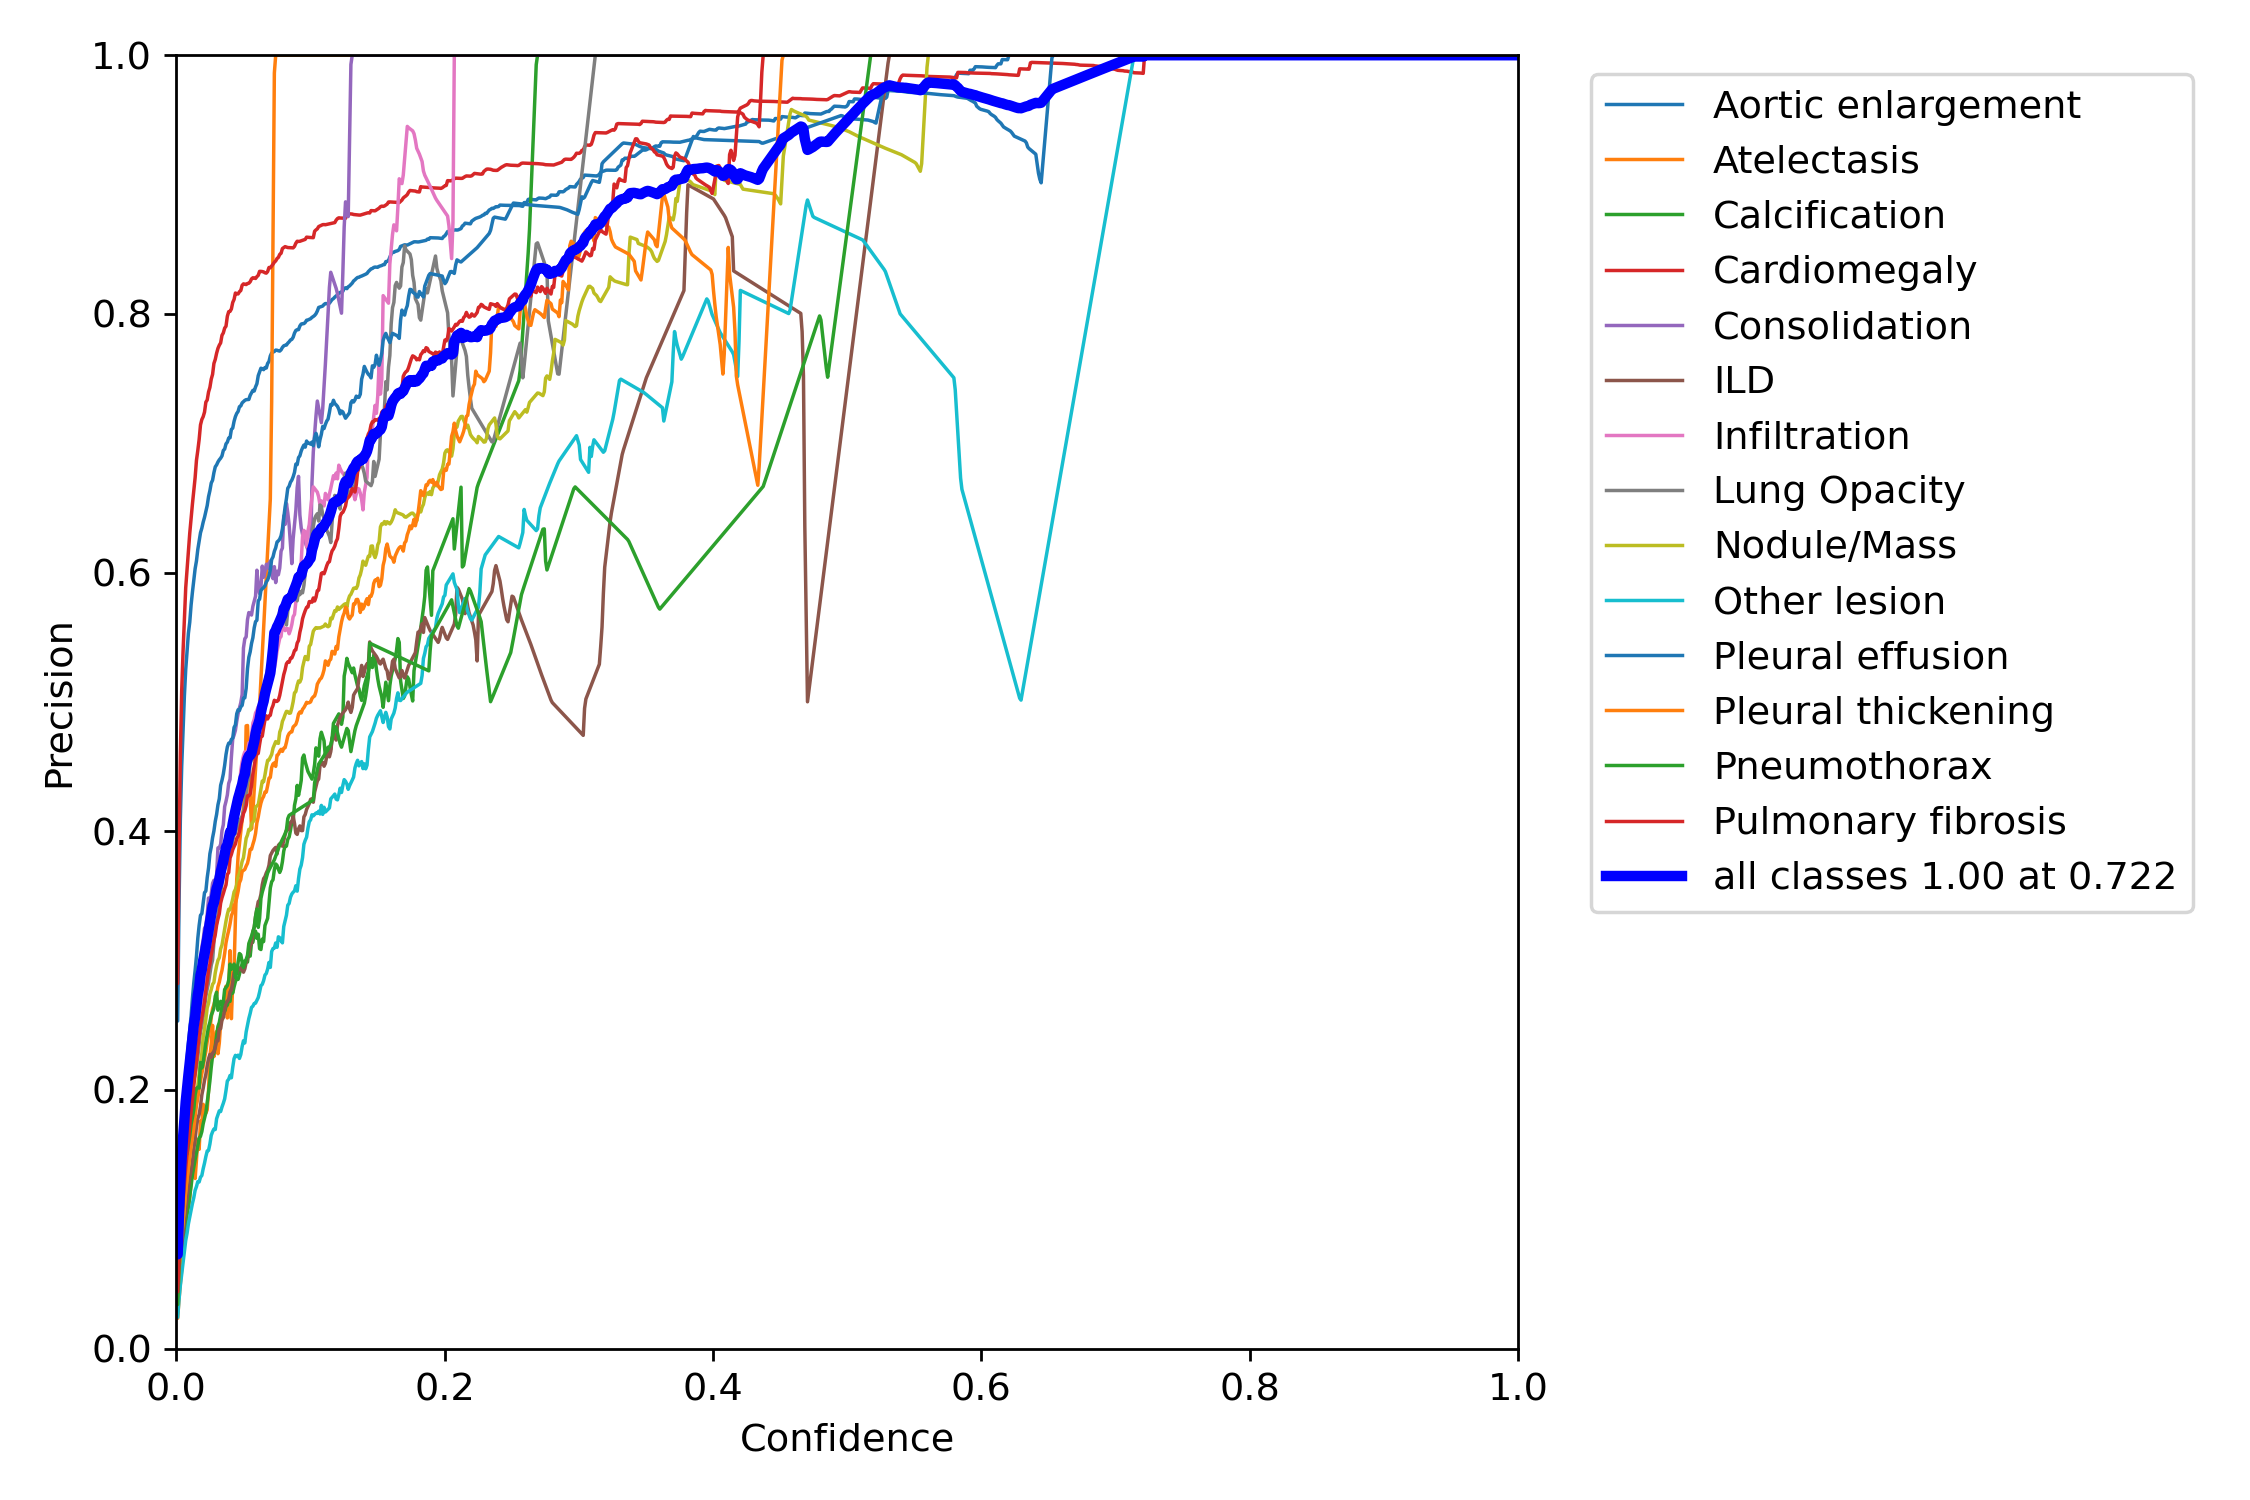 1.0
0.8
0.6
0.4
0.2
0.0
Precision
0.0 0.2 0.4 0.6 0.8 1.0
Confidence
Aortic enlargement
Atelectasis
Calcification
Cardiomegaly
Consolidation
ILD
Infiltration
Lung Opacity
Nodule/Mass
Other lesion
Pleural effusion
Pleural thickening
Pneumothorax
Pulmonary fibrosis
all classes 1.00 at 0.722